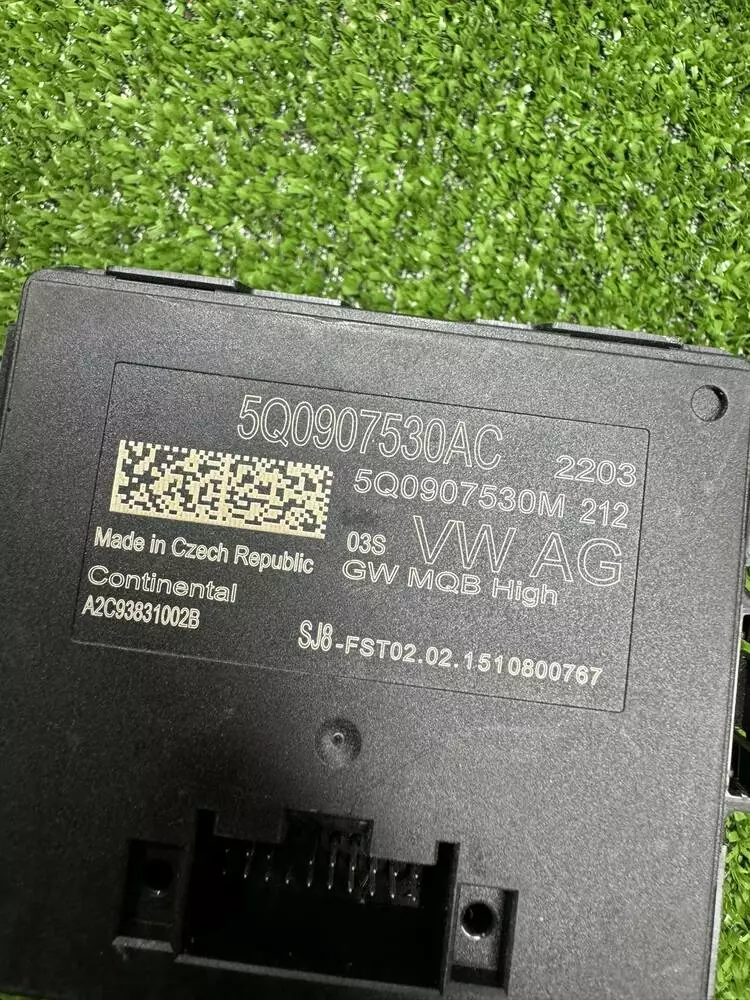 5Q0907530AC 2203
5Q0907530M 212
03S VW AG
Made in Czech Republic
GW MQB High
Continental
A2C93831002B
SJ8-FST02.02.1510800767